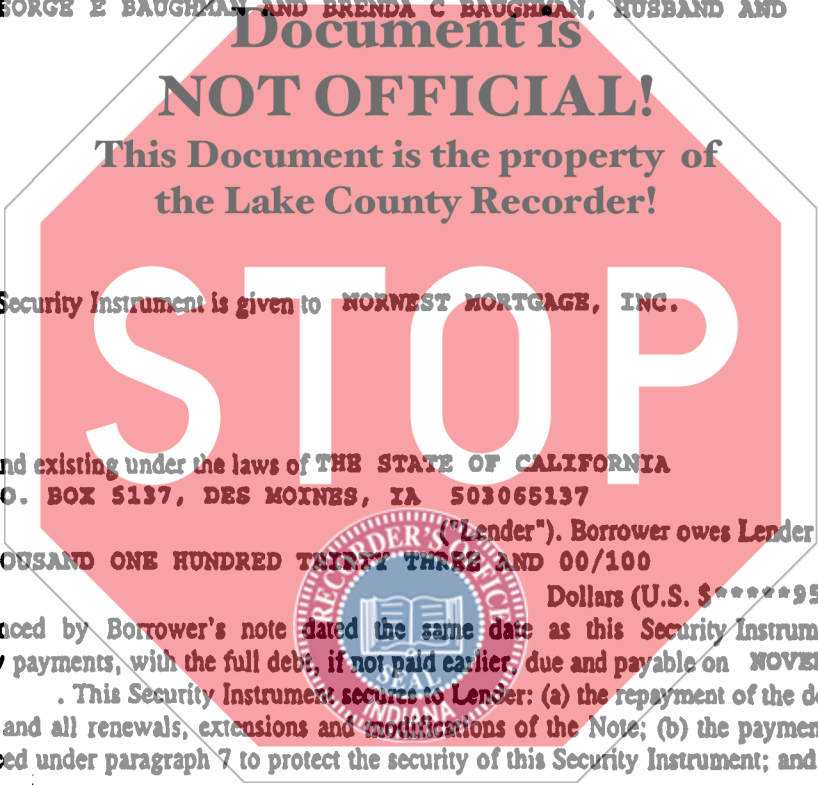 EORGE E BAUGHMAN AND BRENDA C BAUGHMAN, HUSBAND AND
Document is
NOT OFFICIAL!
This Document is the property of
the Lake County Recorder!
Security Instrument is given to NORWEST MORTGAGE, INC.
STOP
nd existing under the laws of THE STATE OF CALIFORNIA
O. BOX 5137, DES MOINES, IA 503065137
("Lender"). Borrower owes Lender
OUSAND ONE HUNDRED THIRTY THREE AND 00/100
Dollars (U.S. $*****95
nced by Borrower's note dated the same date as this Security Instrum
payments, with the full debt, if not paid earlier, due and payable on NOVE
. This Security Instrument secures to Lender: (a) the repayment of the d
and all renewals, extensions and modifications of the Note; (b) the paymen
ed under paragraph 7 to protect the security of this Security Instrument; and
RECORDER'S OFFICE
SEAL
INDIANA